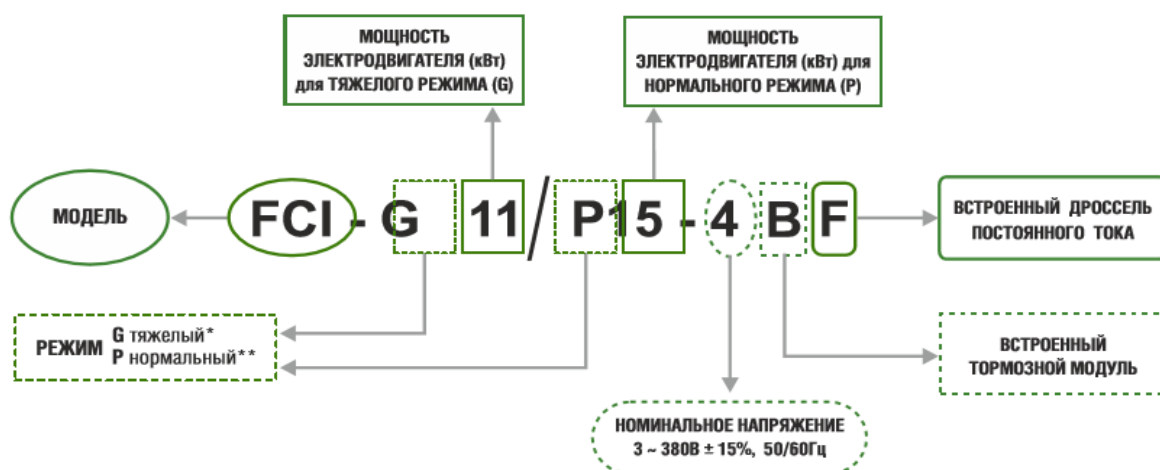 МОЩНОСТЬ
ЭЛЕКТРОДВИГАТЕЛЯ (кВт)
для ТЯЖЕЛОГО РЕЖИМА (G)
МОЩНОСТЬ
ЭЛЕКТРОДВИГАТЕЛЯ (кВт) для
НОРМАЛЬНОГО РЕЖИМА (P)
МОДЕЛЬ
FCI - G 11 / P15 - 4 B F
ВСТРОЕННЫЙ ДРОССЕЛЬ
ПОСТОЯННОГО ТОКА
РЕЖИМ G тяжелый*
P нормальный**
ВСТРОЕННЫЙ
ТОРМОЗНОЙ МОДУЛЬ
НОМИНАЛЬНОЕ НАПРЯЖЕНИЕ
3 ~ 380В ± 15%, 50/60Гц